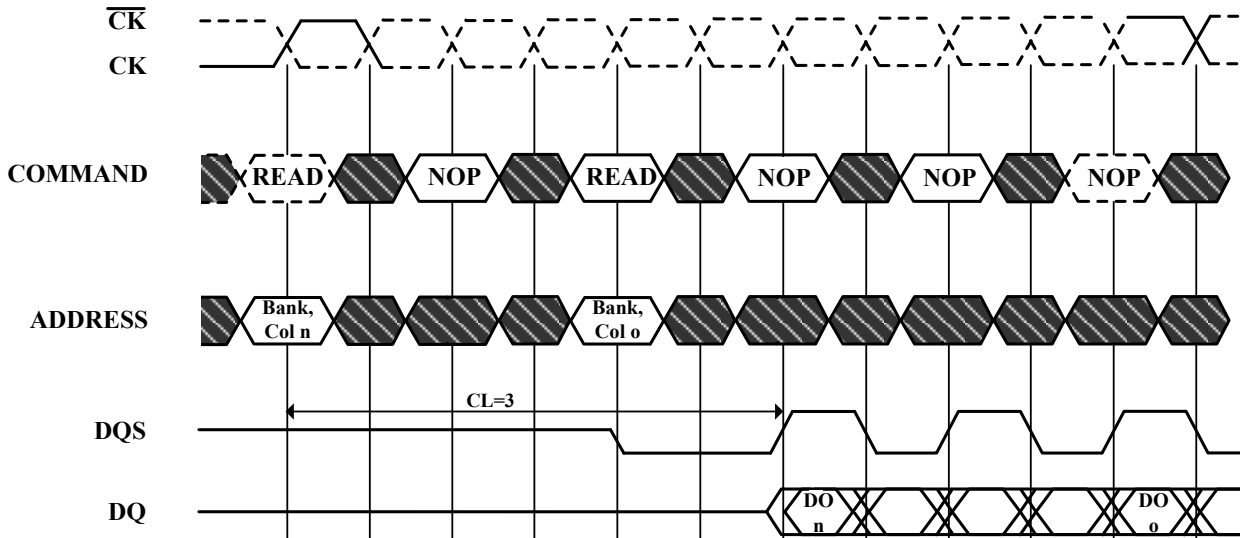 C̅K̅
CK
COMMAND
READ NOP READ NOP NOP NOP
ADDRESS
Bank,
Col n
Bank,
Col o
CL=3
DQS
DQ
DO
n
DO
o